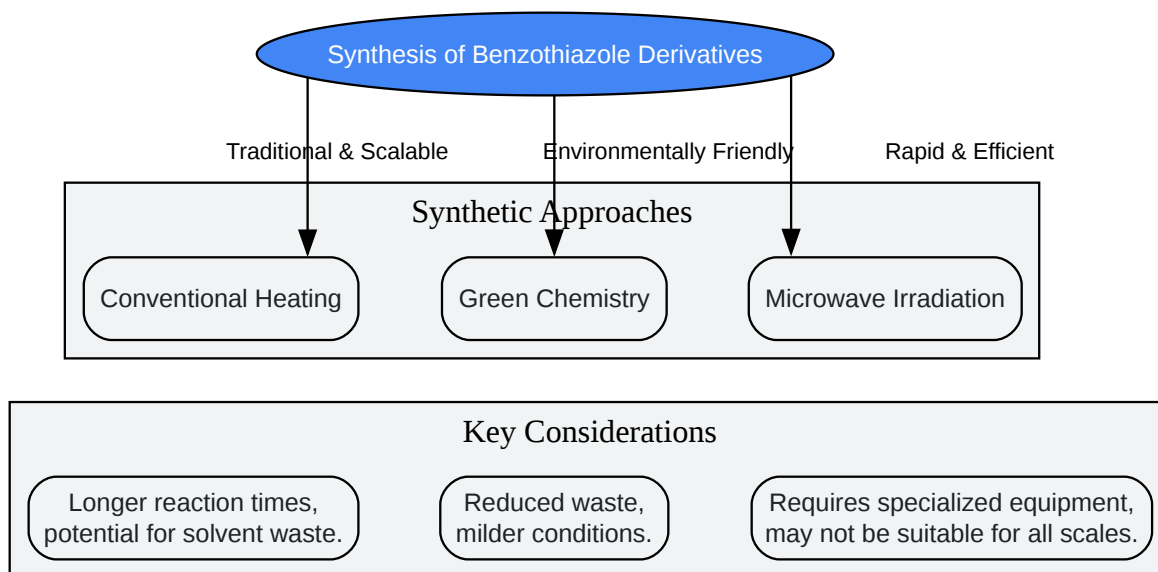 Synthesis of Benzothiazole Derivatives
Traditional & Scalable
Environmentally Friendly
Rapid & Efficient
Synthetic Approaches
Conventional Heating
Green Chemistry
Microwave Irradiation
Key Considerations
Longer reaction times,
potential for solvent waste.
Reduced waste,
milder conditions.
Requires specialized equipment,
may not be suitable for all scales.